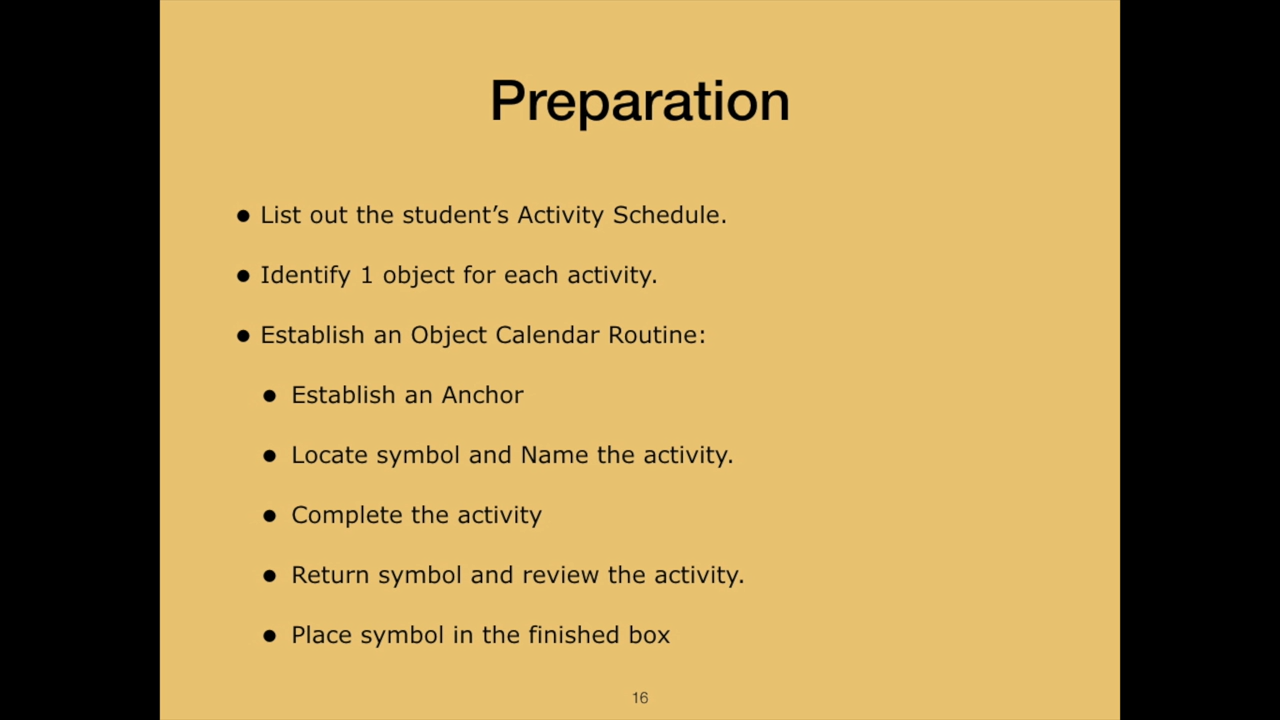 Preparation
• List out the student’s Activity Schedule.
• Identify 1 object for each activity.
• Establish an Object Calendar Routine:
• Establish an Anchor
• Locate symbol and Name the activity.
• Complete the activity
• Return symbol and review the activity.
• Place symbol in the finished box
16